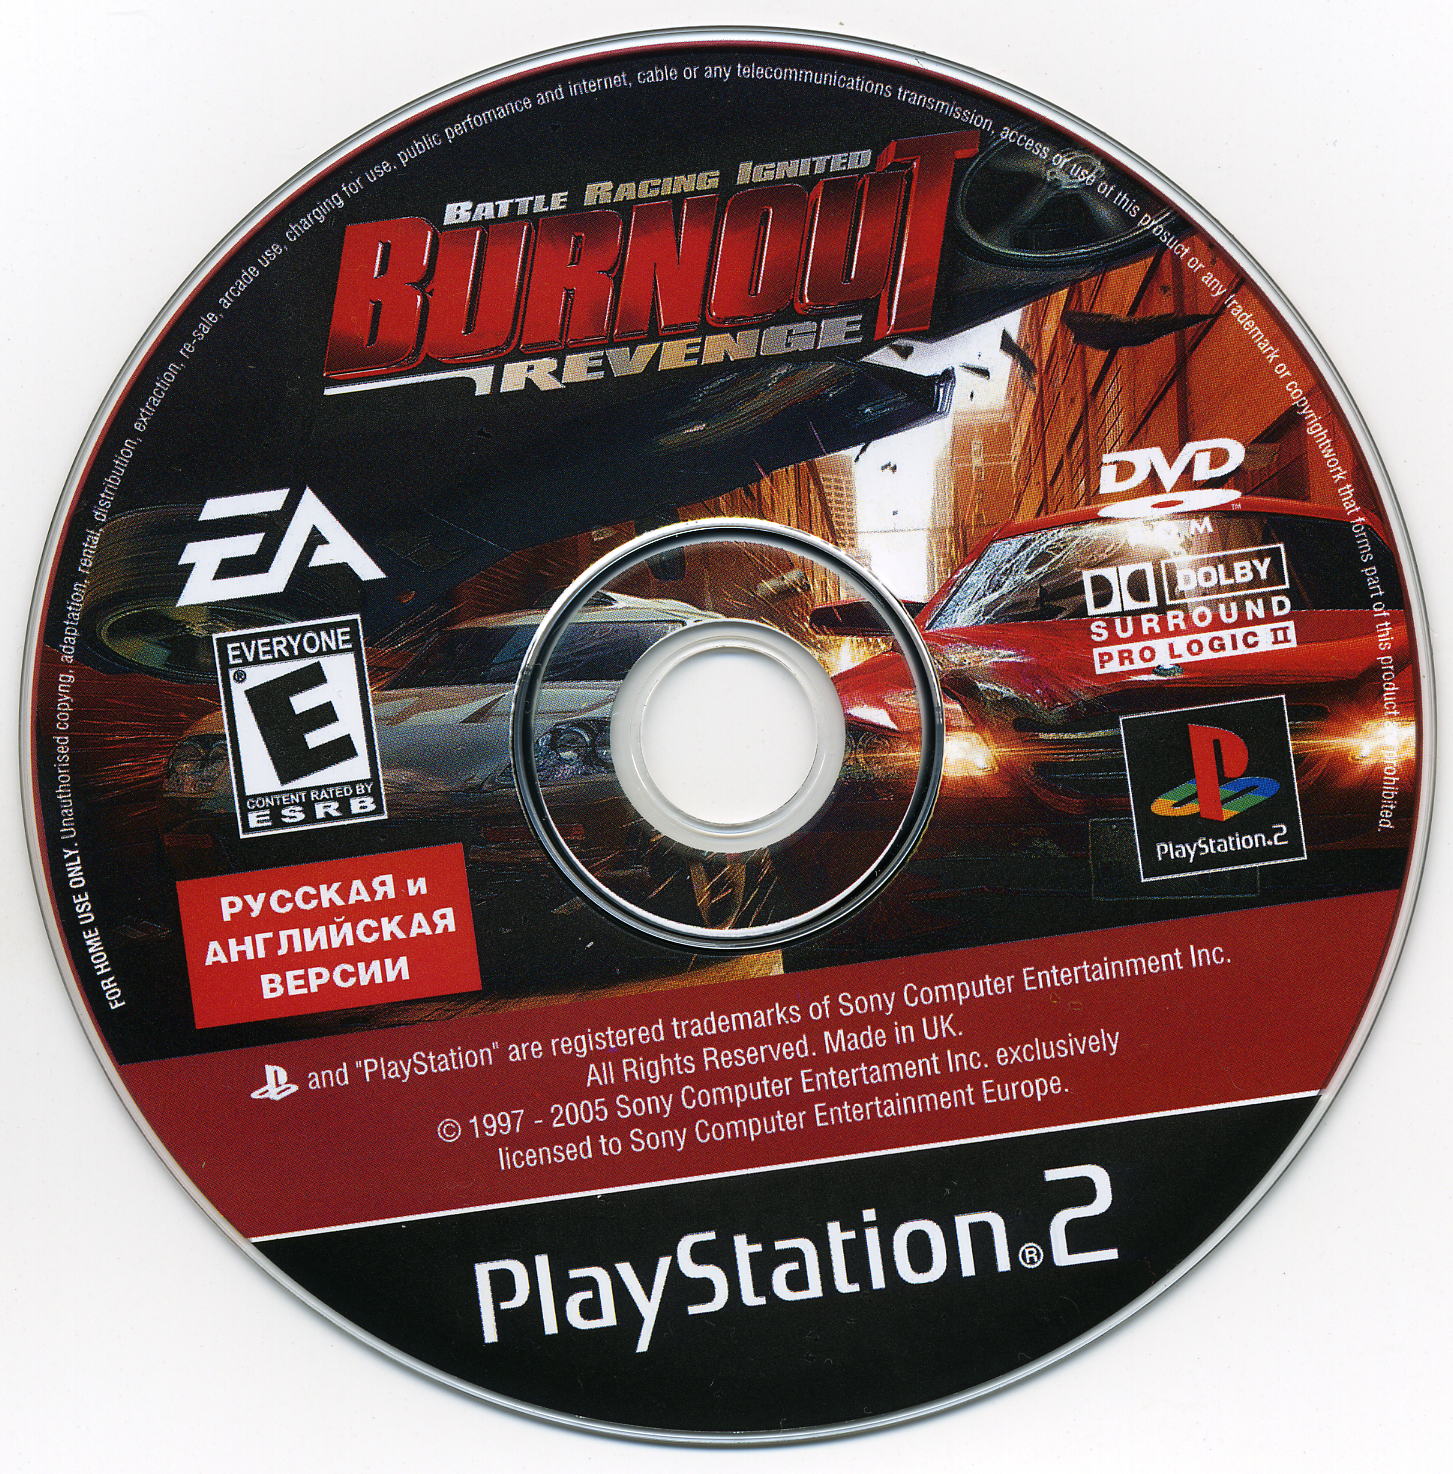 FOR HOME USE ONLY. Unauthorised copyng, adaptation, rental, distribution, extraction, re-sale, arcade use, charging for use, public perfomance and internet, cable or any telecommunications transmission, access or use of this prosuct or any trademark or copyrightwork that forms part of this product are prohibited.
BATTLE RACING IGNITED
BURNOUT
REVENGE
EA
DVD
TM
DOLBY
SURROUND
PRO LOGIC II
EVERYONE
E
®
CONTENT RATED BY
ESRB
PlayStation.2
РУССКАЯ и
АНГЛИЙСКАЯ
ВЕРСИИ
and "PlayStation" are registered trademarks of Sony Computer Entertainment Inc.
All Rights Reserved. Made in UK.
© 1997 - 2005 Sony Computer Entertament Inc. exclusively
licensed to Sony Computer Entertainment Europe.
PlayStation®2